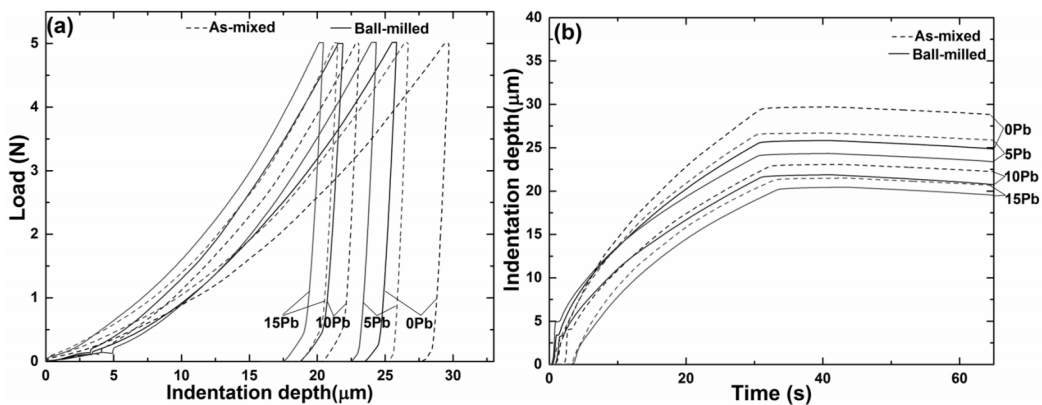 (a)
As-mixed
Ball-milled
Load (N)
5
4
3
2
1
0
15Pb
10Pb
5Pb
0Pb
0
5
10
15
20
25
30
Indentation depth(μm)
(b)
As-mixed
Ball-milled
Indentation depth(μm)
40
35
30
25
20
15
10
5
0
0Pb
5Pb
10Pb
15Pb
0
20
40
60
Time (s)